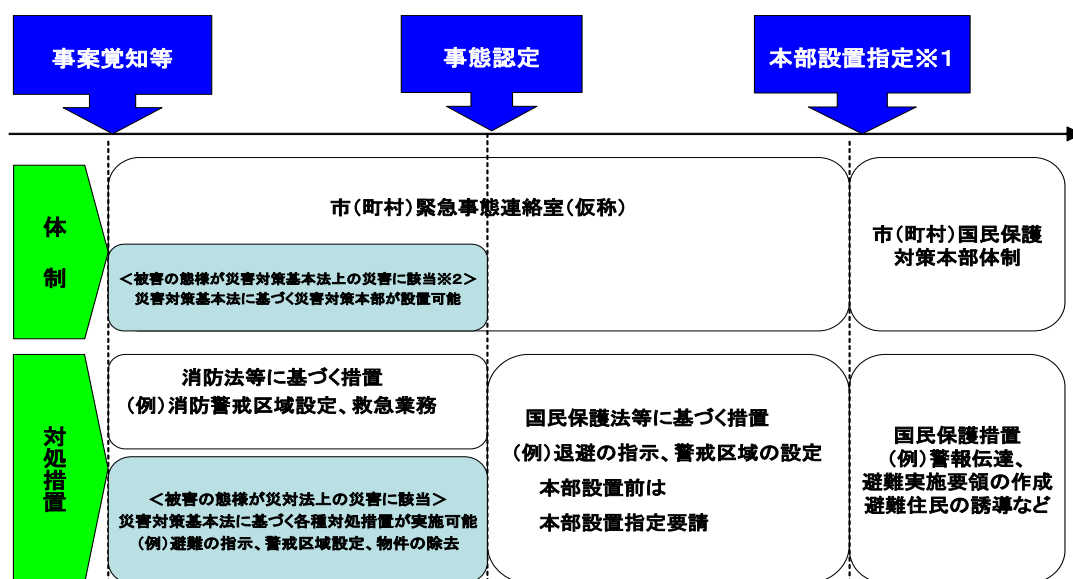 事案覚知等
事態認定
本部設置指定※1
体
制
市(町村)緊急事態連絡室(仮称)
<被害の態様が災害対策基本法上の災害に該当※2>
災害対策基本法に基づく災害対策本部が設置可能
市(町村)国民保護
対策本部体制
対処措置
消防法等に基づく措置
(例)消防警戒区域設定、救急業務
<被害の態様が災対法上の災害に該当>
災害対策基本法に基づく各種対処措置が実施可能
(例)避難の指示、警戒区域設定、物件の除去
国民保護法等に基づく措置
(例)退避の指示、警戒区域の設定
本部設置前は
本部設置指定要請
国民保護措置
(例)警報伝達、
避難実施要領の作成
避難住民の誘導など